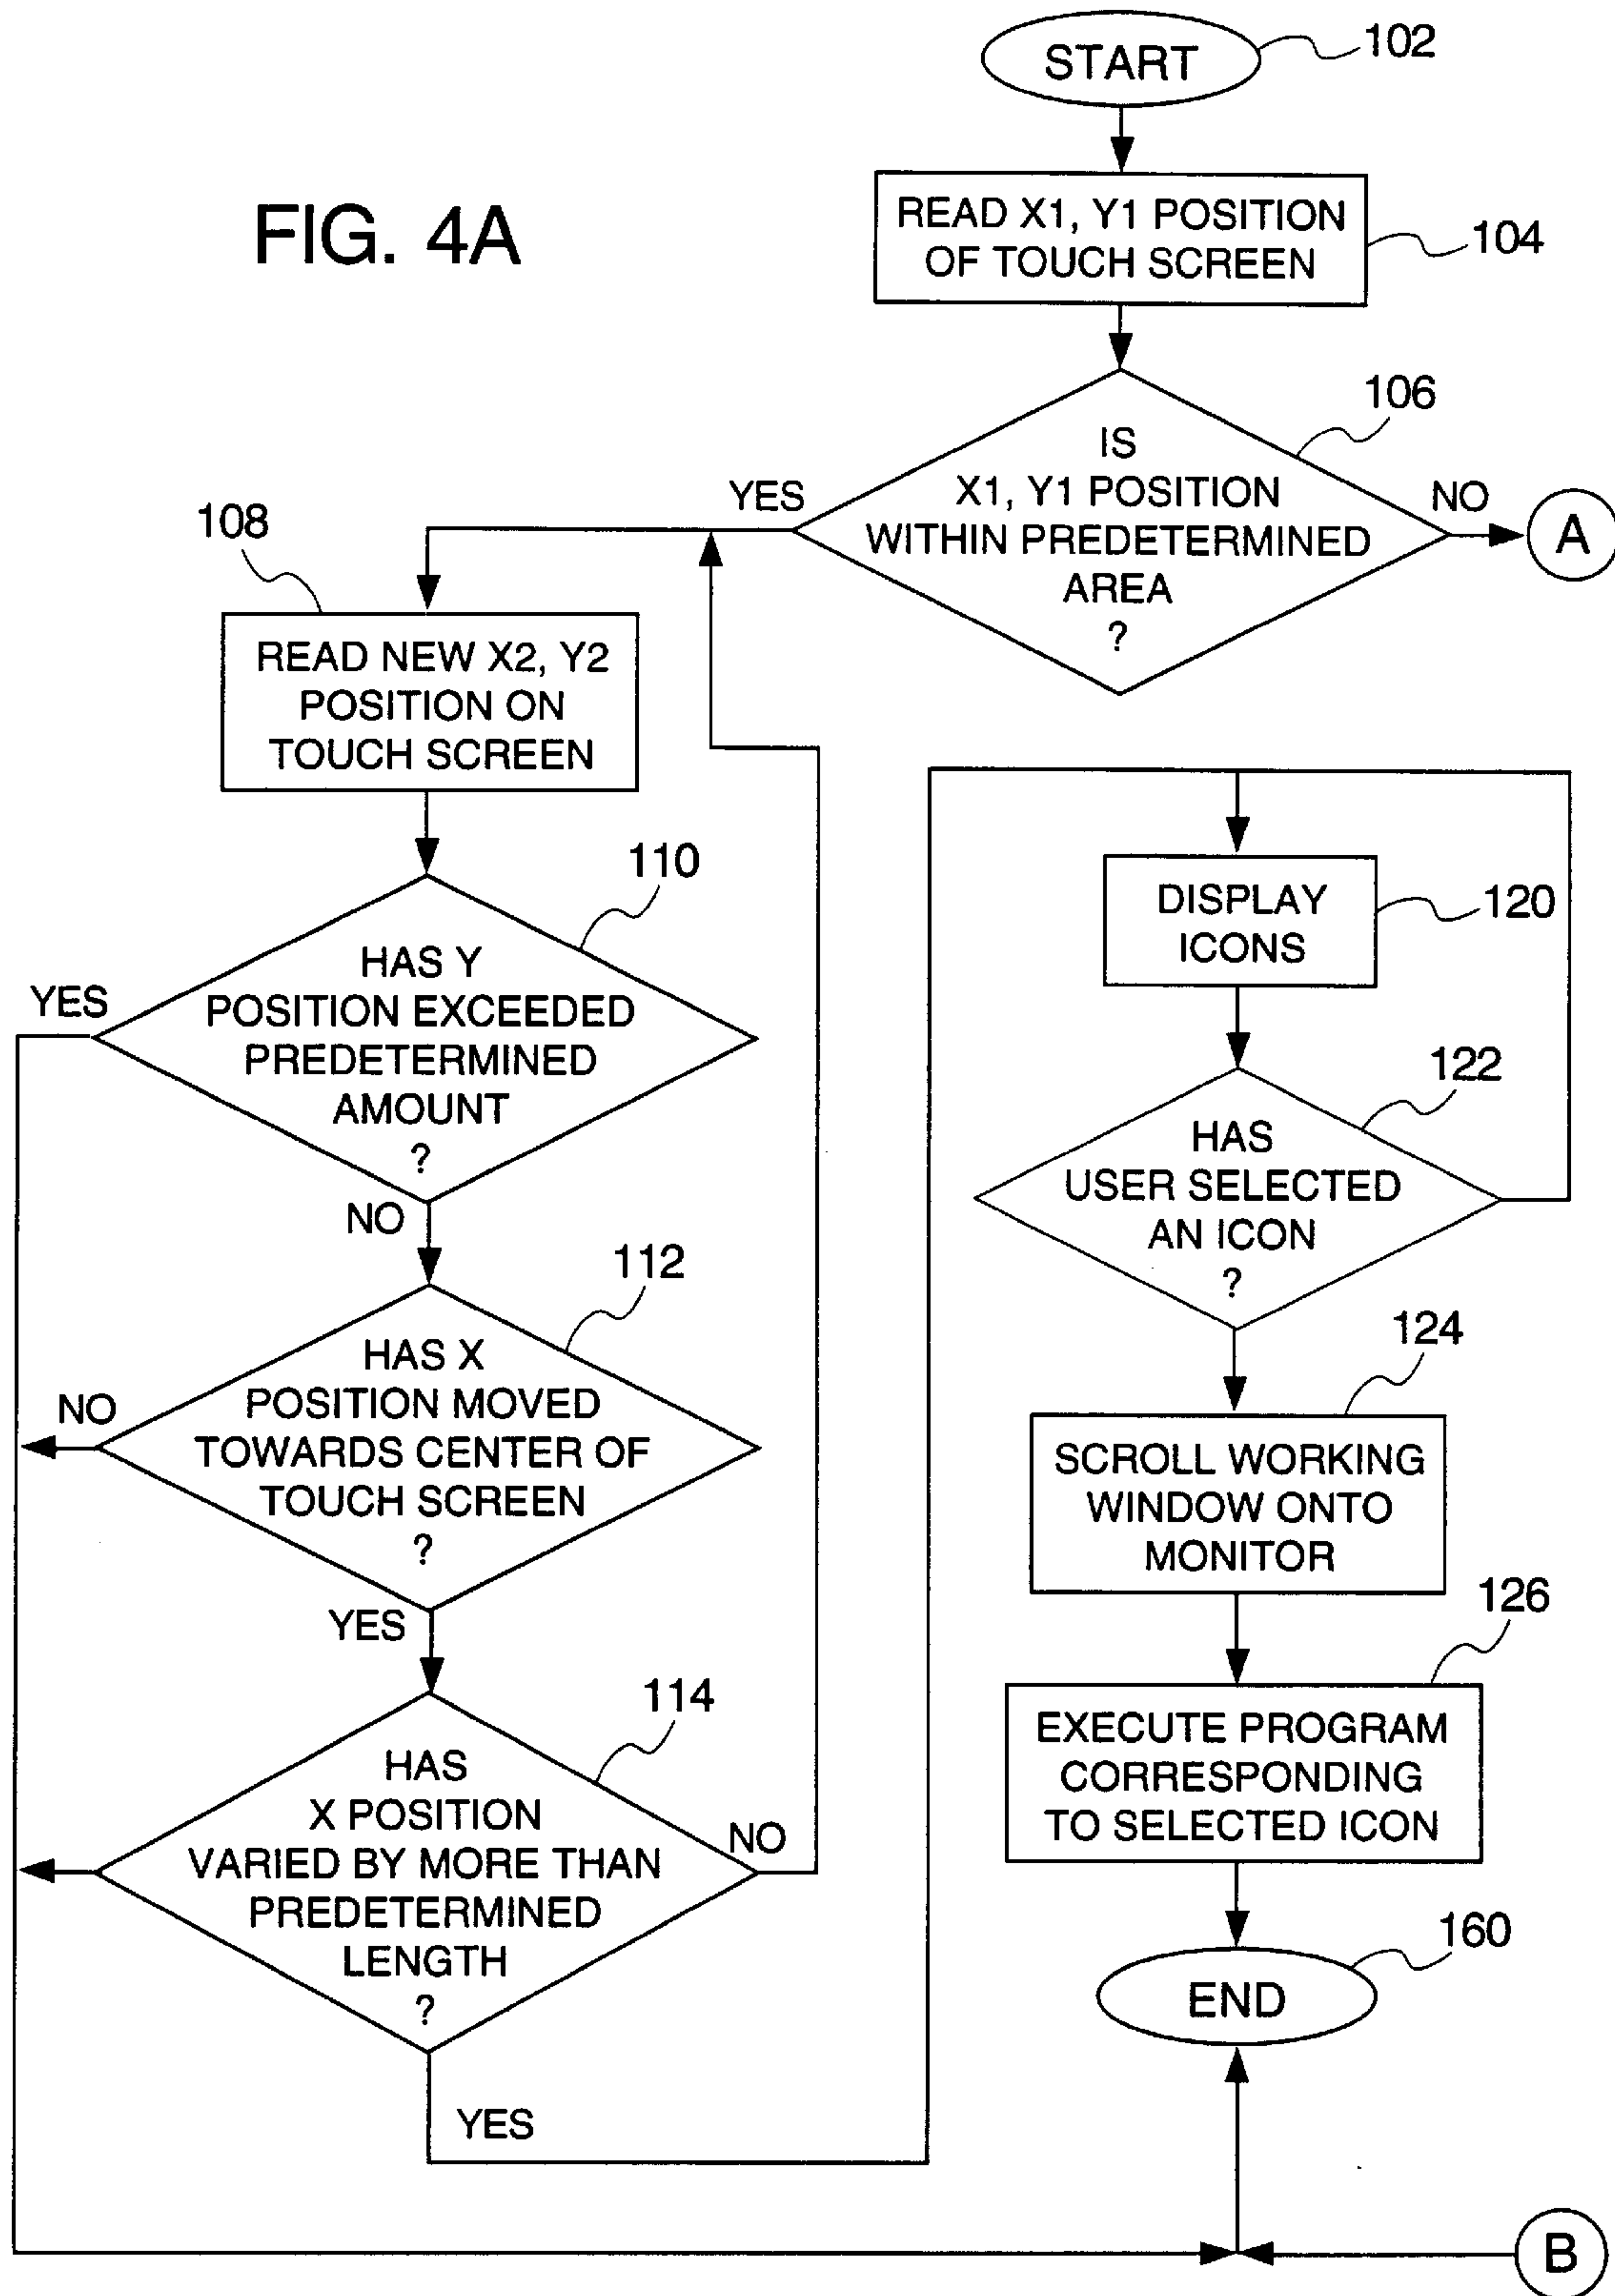 FIG. 4A
START
102
READ X1, Y1 POSITION
OF TOUCH SCREEN
104
IS
X1, Y1 POSITION
WITHIN PREDETERMINED
AREA
?
106
YES
NO
A
108
READ NEW X2, Y2
POSITION ON
TOUCH SCREEN
110
HAS Y
POSITION EXCEEDED
PREDETERMINED
AMOUNT
?
YES
NO
112
HAS X
POSITION MOVED
TOWARDS CENTER OF
TOUCH SCREEN
?
NO
YES
114
HAS
X POSITION
VARIED BY MORE THAN
PREDETERMINED
LENGTH
?
NO
YES
DISPLAY
ICONS
120
122
HAS
USER SELECTED
AN ICON
?
124
SCROLL WORKING
WINDOW ONTO
MONITOR
126
EXECUTE PROGRAM
CORRESPONDING
TO SELECTED ICON
160
END
B